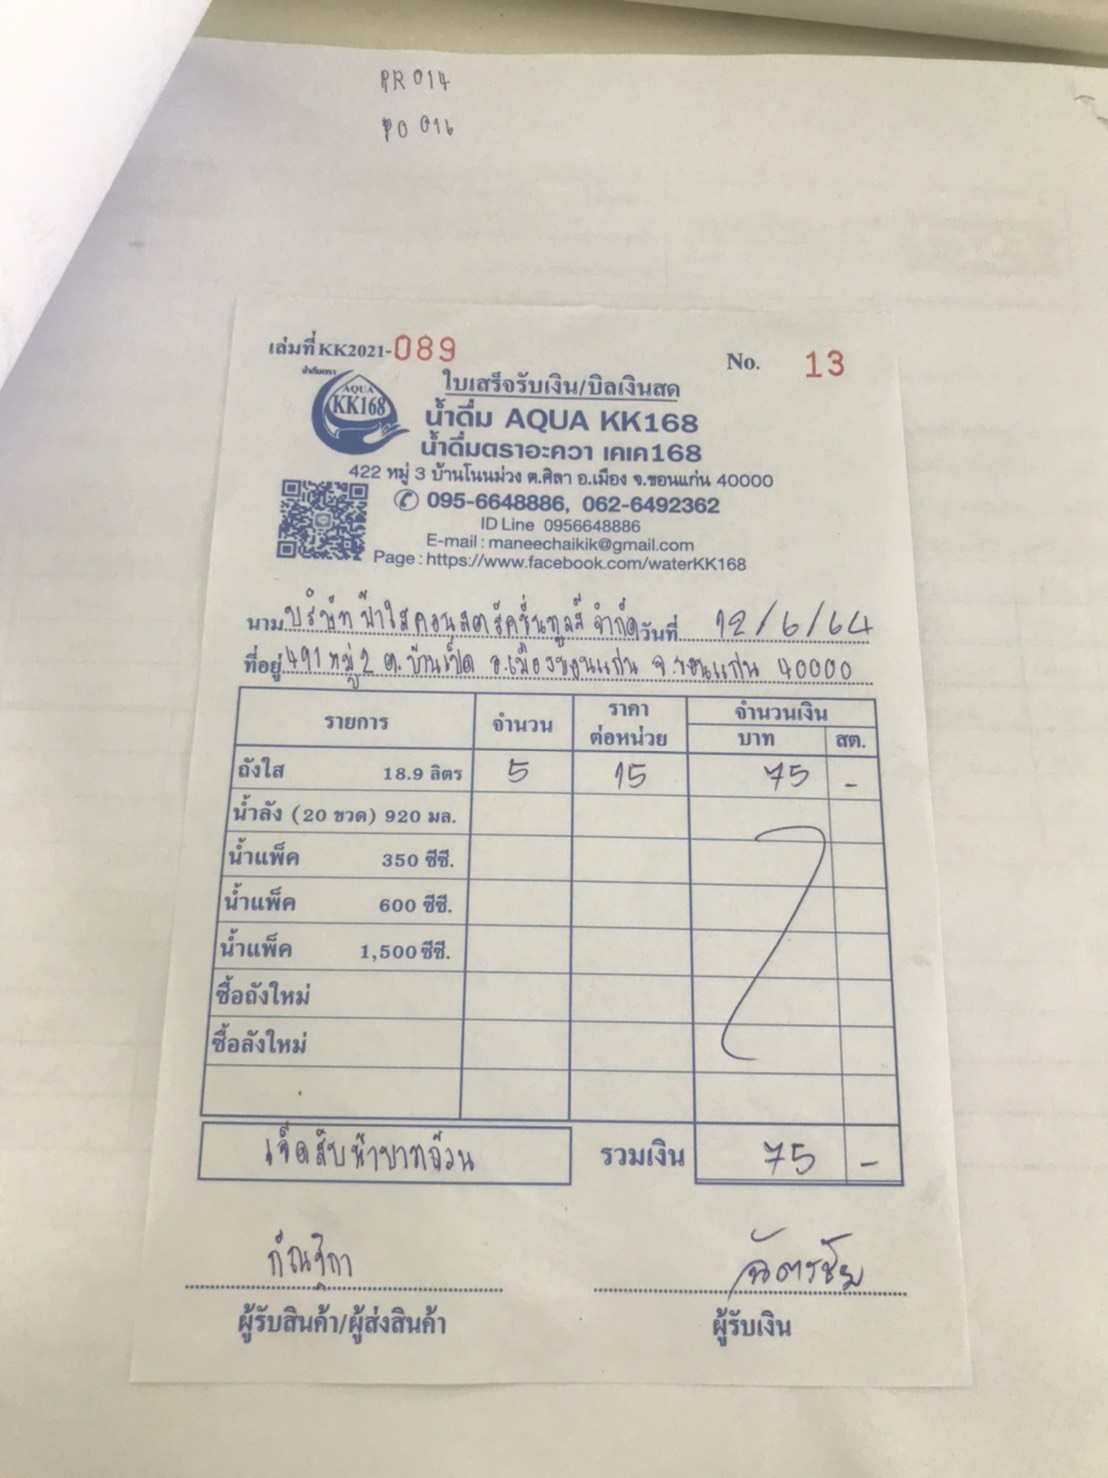 PR 014
PO 016
เล่มที่ KK2021-089 No. 13
น้ำดื่มตรา
AQUA
KK168
ใบเสร็จรับเงิน/บิลเงินสด
น้ำดื่ม AQUA KK168
น้ำดื่มตราอะควา เคเค168
422 หมู่ 3 บ้านโนนม่วง ต.ศิลา อ.เมือง จ.ขอนแก่น 40000
095-6648886, 062-6492362
ID Line 0956648886
E-mail : maneechaikik@gmail.com
Page : https://www.facebook.com/waterKK168
นาม บริษัท ฟ้าใสคอนสตรัคชั่นทูลส์ จำกัด วันที่ 12/6/64
ที่อยู่ 491 หมู่ 2 ต.บ้านเป็ด อ.เมืองขอนแก่น จ.ขอนแก่น 40000
รายการ จำนวน ราคา ต่อหน่วย จำนวนเงิน
บาท สต.
ถังใส 18.9 ลิตร 5 15 75 -
น้ำลัง (20 ขวด) 920 มล.
น้ำแพ็ค 350 ซีซี.
น้ำแพ็ค 600 ซีซี.
น้ำแพ็ค 1,500 ซีซี.
ซื้อถังใหม่
ซื้อลังใหม่
เจ็ดสิบห้าบาทถ้วน รวมเงิน 75 -
ฉัตรชัย
ผู้รับสินค้า/ผู้ส่งสินค้า ผู้รับเงิน